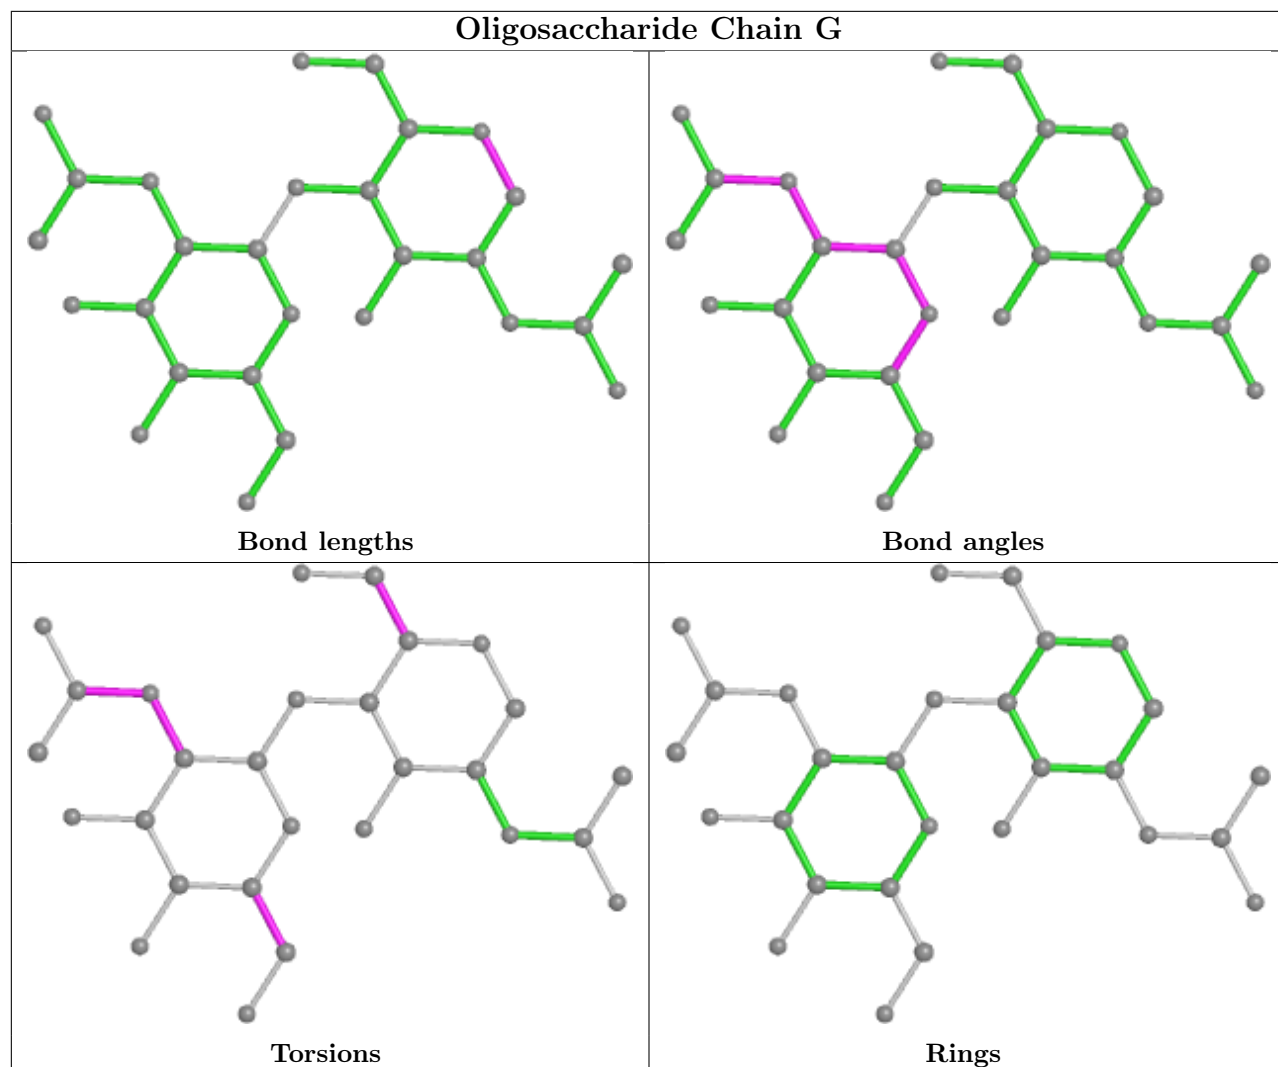 Oligosaccharide Chain G
Bond lengths
Bond angles
Torsions
Rings